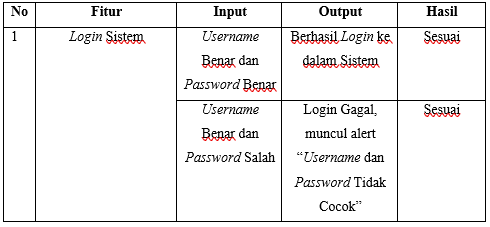 No Fitur Input Output Hasil
1 Login Sistem Username Berhasil Login ke Sesuai
Benar dan dalam Sistem
Password Benar
Username Login Gagal, Sesuai
Benar dan muncul alert
Password Salah “Username dan
Password Tidak
Cocok”